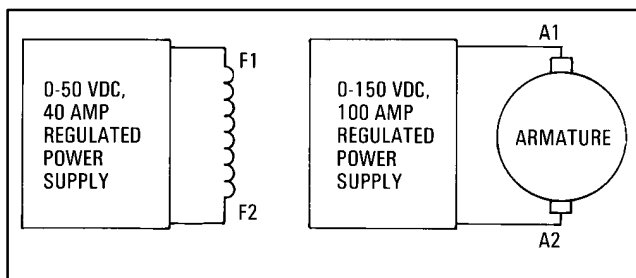 0-50 VDC,
40 AMP
REGULATED
POWER
SUPPLY
F1
F2
0-150 VDC,
100 AMP
REGULATED
POWER
SUPPLY
A1
ARMATURE
A2